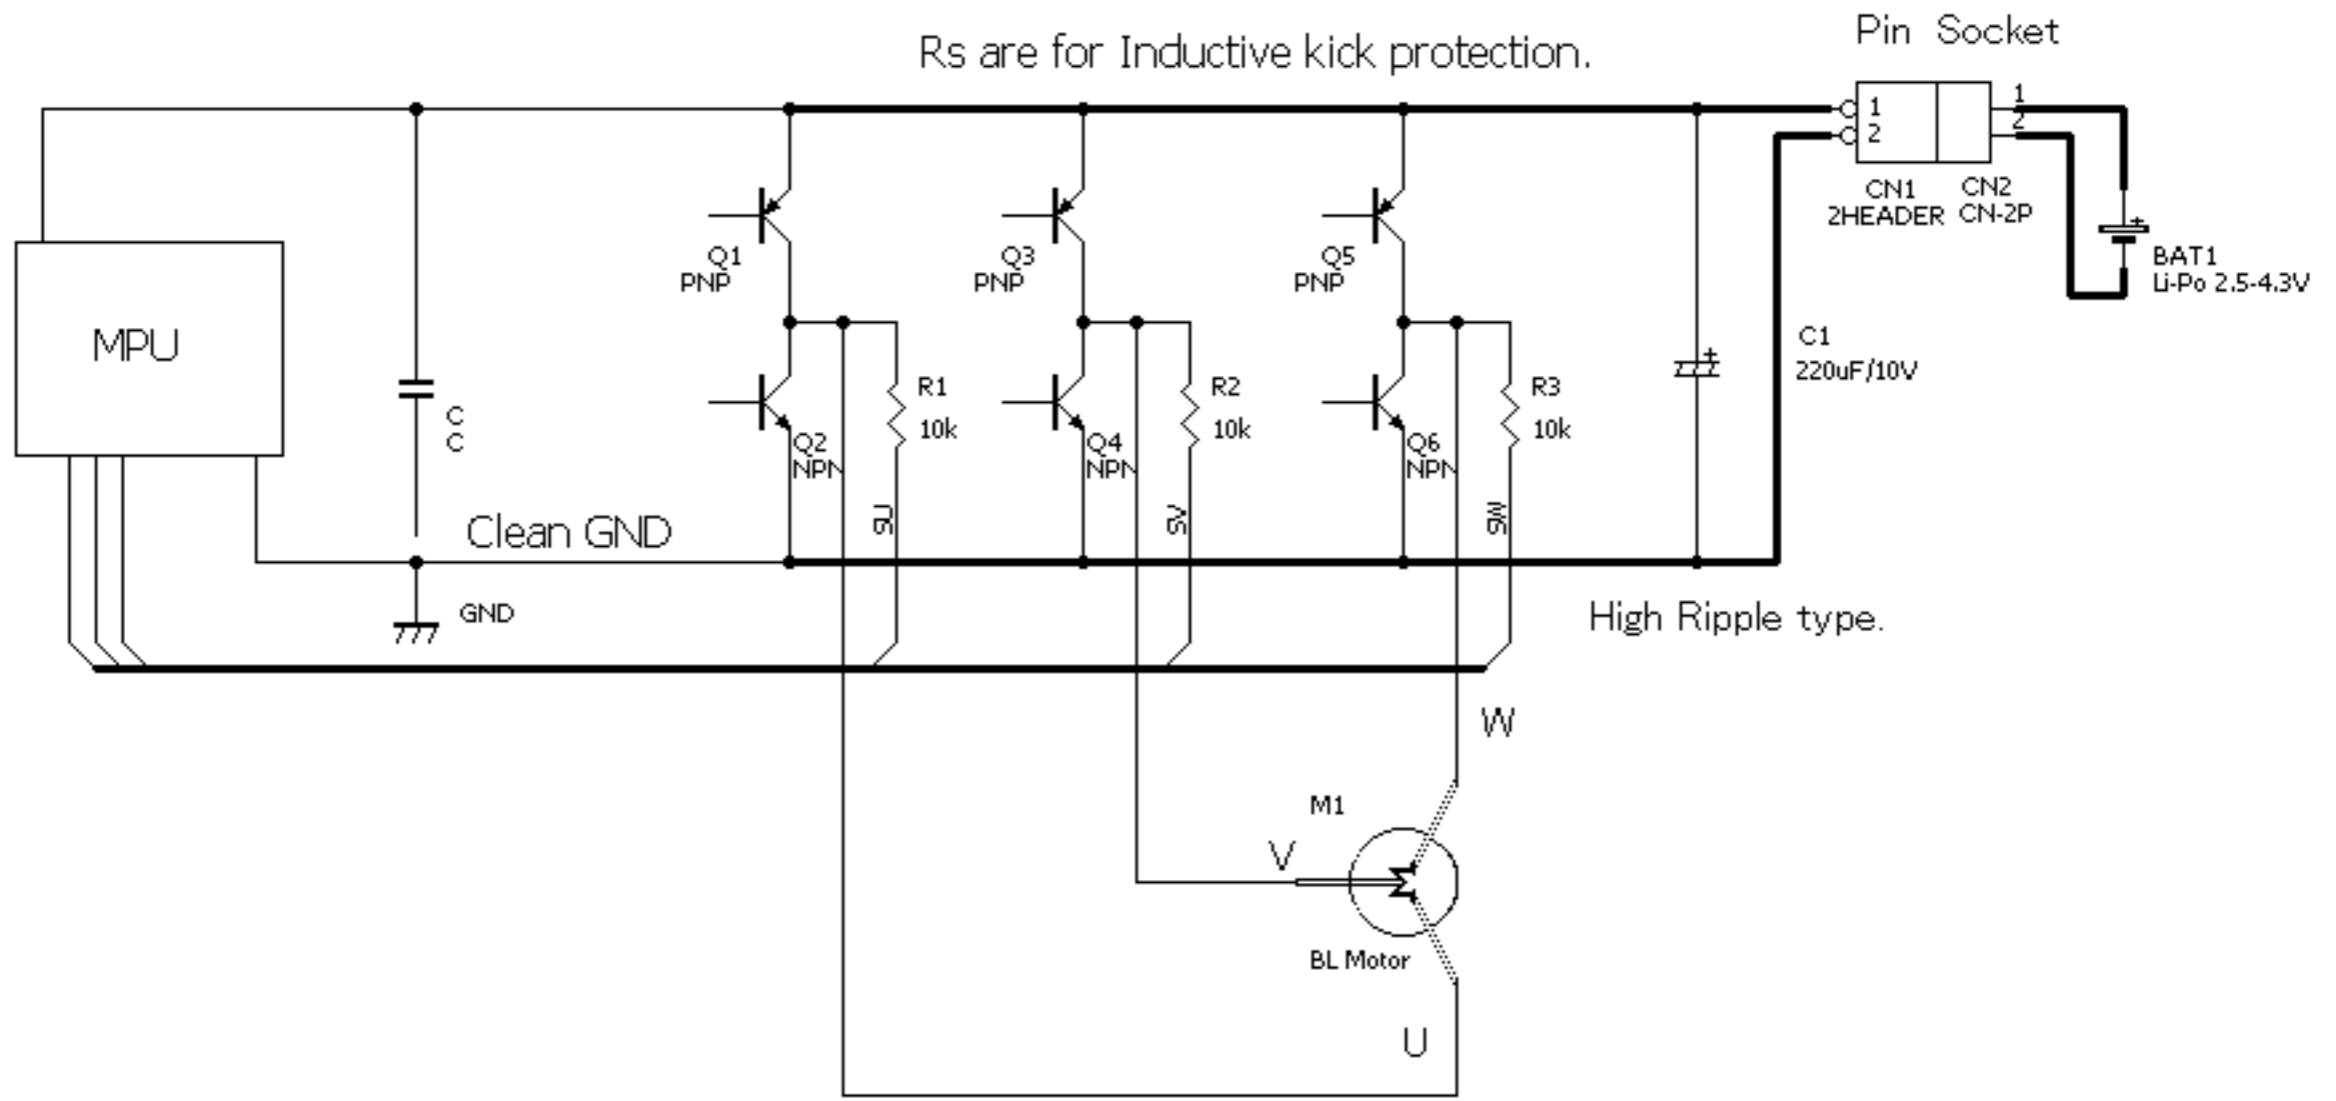 Pin Socket
Rs are for Inductive kick protection.
1
2
1
2
CN1
2HEADER
CN2
CN-2P
BAT1
Li-Po 2.5-4.3V
Q1
PNP
Q3
PNP
Q5
PNP
MPU
C1
220uF/10V
C
C
R1
10k
R2
10k
R3
10k
Q2
NPN
Q4
NPN
Q6
NPN
SU
SV
SW
Clean GND
GND
High Ripple type.
W
M1
V
BL Motor
U